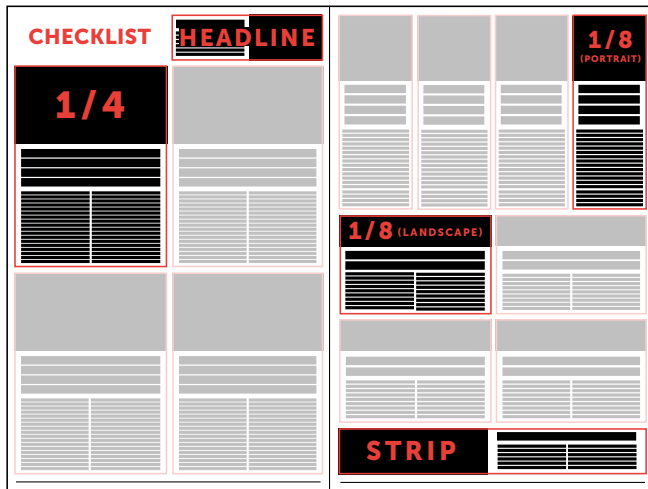 CHECKLIST
HEADLINE
1/4
1/8
(PORTRAIT)
1/8 (LANDSCAPE)
STRIP